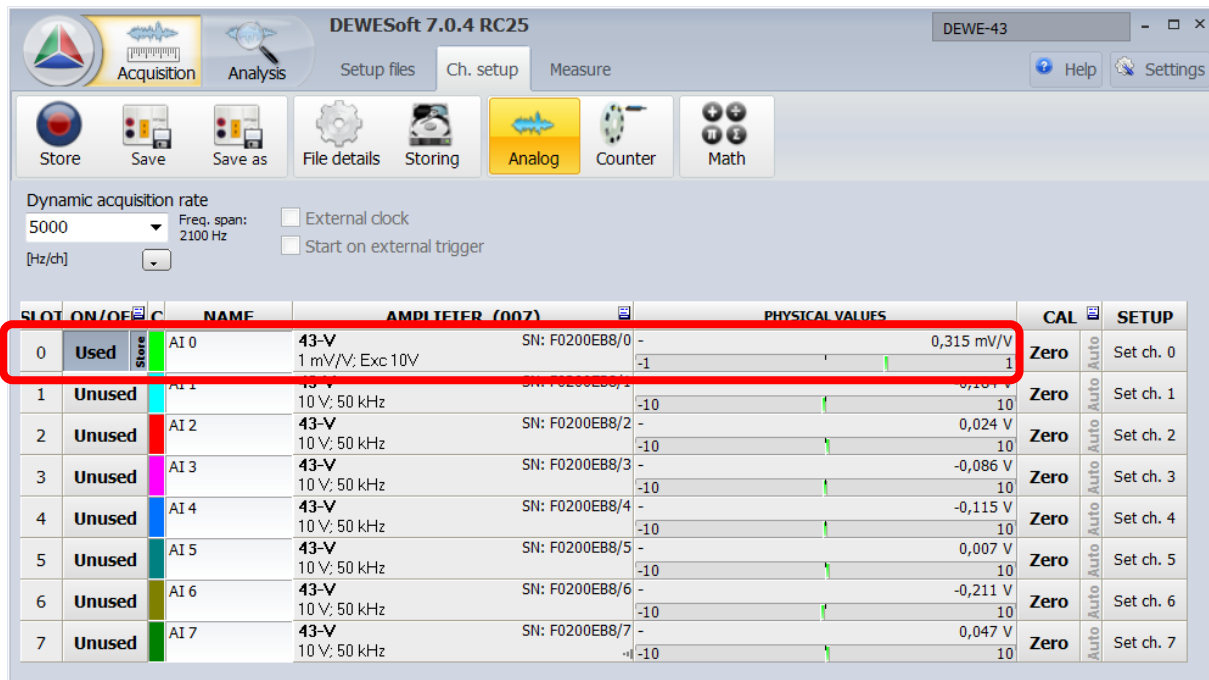 DEWESoft 7.0.4 RC25
DEWE-43
Acquisition
Analysis
Setup files
Ch. setup
Measure
Help
Settings
Store
Save
Save as
File details
Storing
Analog
Counter
Math
Dynamic acquisition rate
5000
Freq. span:
2100 Hz
[Hz/ch]
External clock
Start on external trigger
SLOT ON/OFF C NAME AMPLIFIER (007) PHYSICAL VALUES CAL SETUP
0 Used Store AI 0 43-V SN: F0200EB8/0 - 0,315 mV/V Zero Auto Set ch. 0
1 mV/V; Exc 10V -1 1
1 Unused AI 1 43-V SN: F0200EB8/1 Zero Auto Set ch. 1
10 V; 50 kHz -10 10
2 Unused AI 2 43-V SN: F0200EB8/2 - 0,024 V Zero Auto Set ch. 2
10 V; 50 kHz -10 10
3 Unused AI 3 43-V SN: F0200EB8/3 - -0,086 V Zero Auto Set ch. 3
10 V; 50 kHz -10 10
4 Unused AI 4 43-V SN: F0200EB8/4 - -0,115 V Zero Auto Set ch. 4
10 V; 50 kHz -10 10
5 Unused AI 5 43-V SN: F0200EB8/5 - 0,007 V Zero Auto Set ch. 5
10 V; 50 kHz -10 10
6 Unused AI 6 43-V SN: F0200EB8/6 - -0,211 V Zero Auto Set ch. 6
10 V; 50 kHz -10 10
7 Unused AI 7 43-V SN: F0200EB8/7 - 0,047 V Zero Auto Set ch. 7
10 V; 50 kHz -10 10